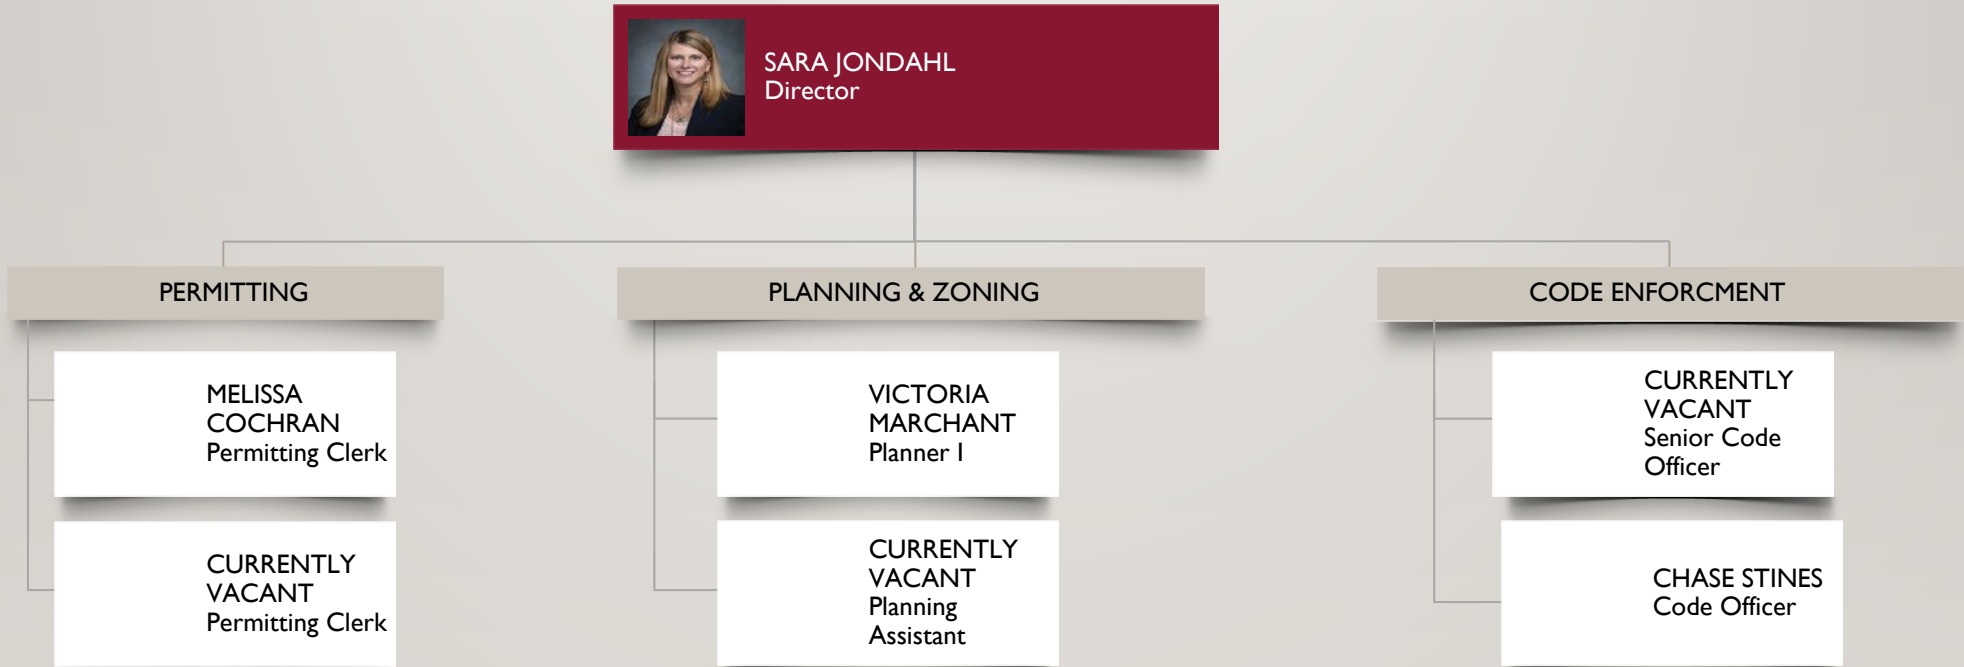 SARA JONDAHL
Director
PERMITTING
MELISSA
COCHRAN
Permitting Clerk
CURRENTLY
VACANT
Permitting Clerk
PLANNING & ZONING
VICTORIA
MARCHANT
Planner I
CURRENTLY
VACANT
Planning
Assistant
CODE ENFORCMENT
CURRENTLY
VACANT
Senior Code
Officer
CHASE STINES
Code Officer